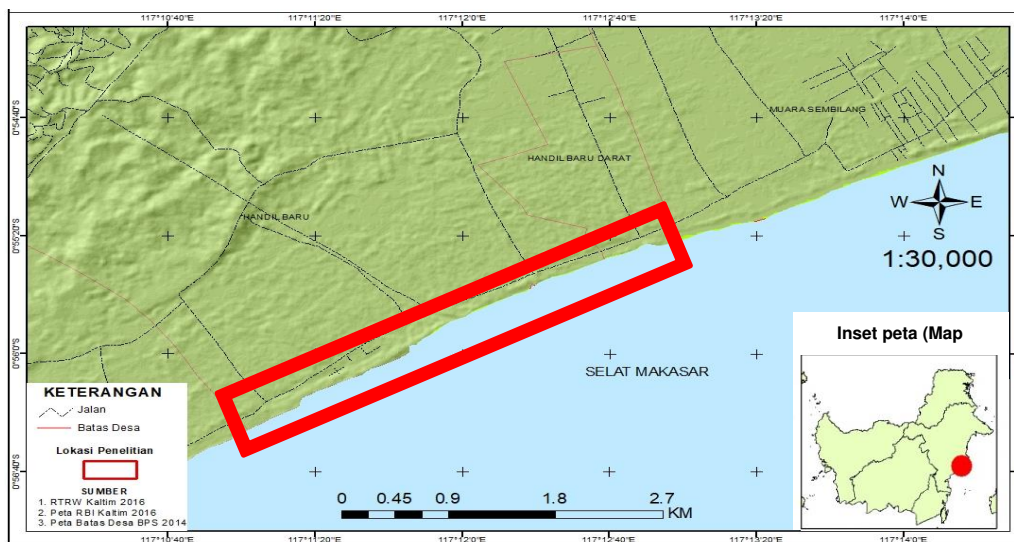 117°10'40"E 117°11'20"E 117°12'0"E 117°12'40"E 117°13'20"E 117°14'0"E
0°54'40"S
0°55'20"S
0°56'0"S
0°56'40"S
MUARA SEMBILANG
HANDIL BARU DARAT
HANDIL BARU
N
W E
S
1:30,000
SELAT MAKASAR
Inset peta (Map
KETERANGAN
Jalan
Batas Desa
Lokasi Penelitian
SUMBER
1. RTRW Kaltim 2016
2. Peta RBI Kaltim 2016
3. Peta Batas Desa BPS 2014
0 0.45 0.9 1.8 2.7
KM
117°10'40"E 117°11'20"E 117°12'0"E 117°12'40"E 117°13'20"E 117°14'0"E